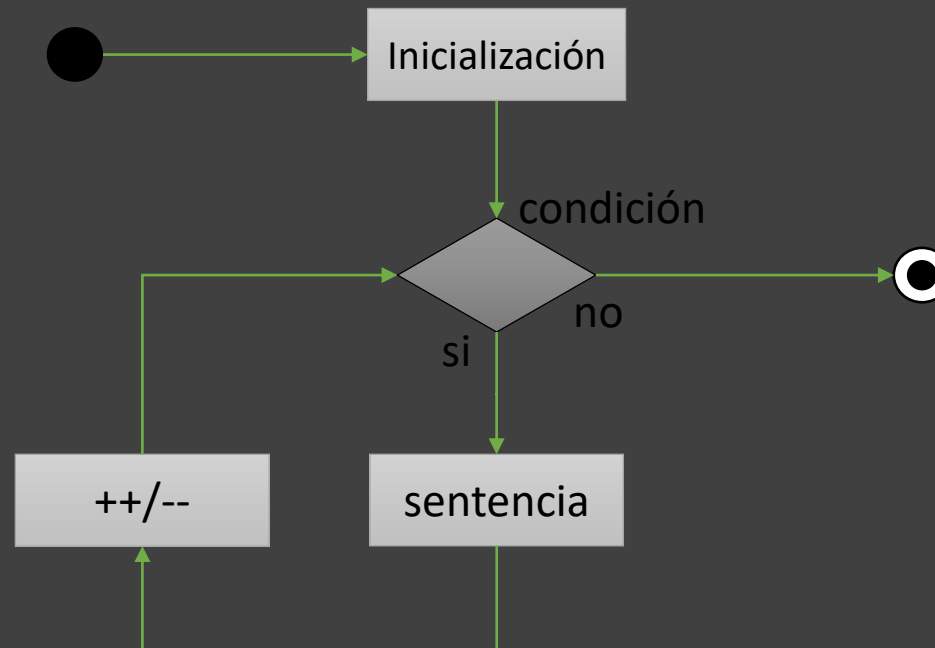 Inicialización
condición
no
si
++/--
sentencia